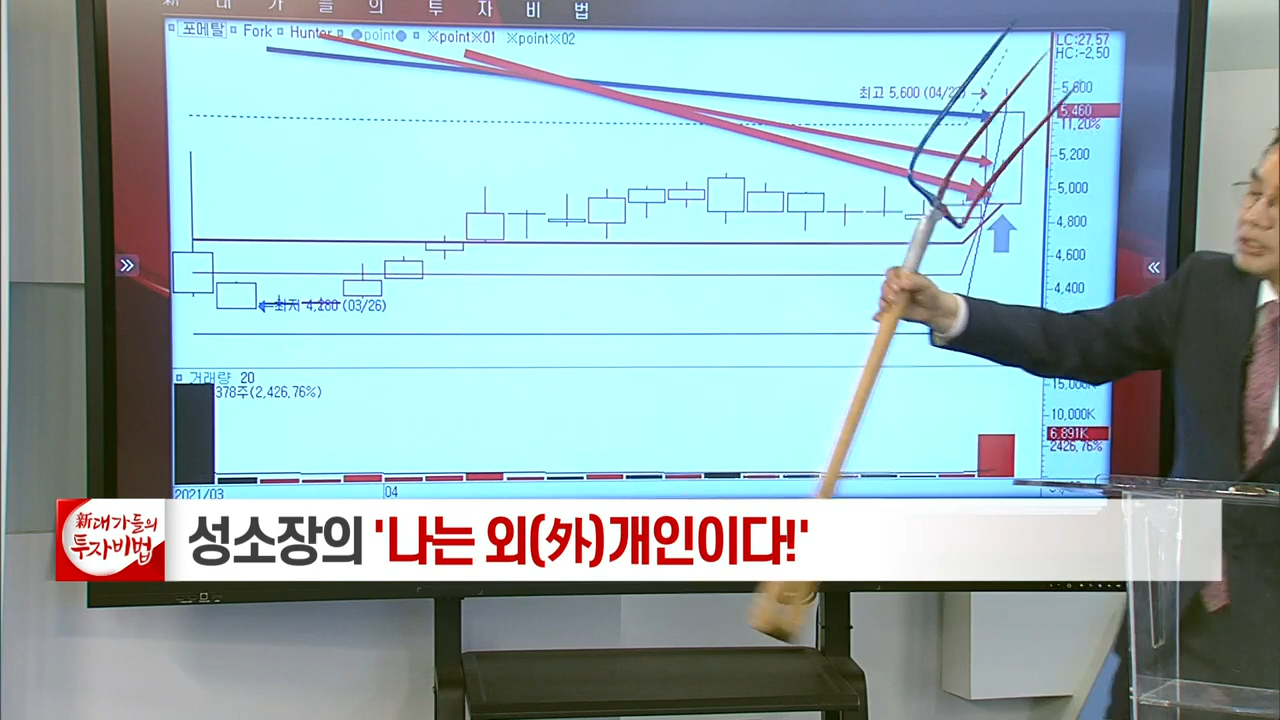 新 대 가 들 의 투 자 비 법
포메탈 Fork Hunter point ※point※01 ※point※02
LC:27.57
HC:-2.50
최고 5,600 (04/2
5,600
5,460
11.20%
5,200
5,000
4,800
4,600
4,400
최저 4,280 (03/26)
거래량 20
378주(2,426.76%)
15,000K
10,000K
6,891K
2426.76%
2021/03
04
新대가들의
투자비법
성소장의 '나는 외(外)개인이다!'